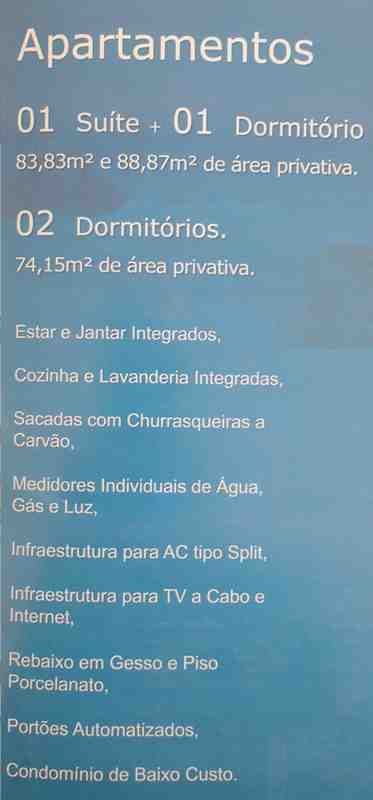 Apartamentos
01 Suíte + 01 Dormitório
83,83m² e 88,87m² de área privativa.
02 Dormitórios.
74,15m² de área privativa.
Estar e Jantar Integrados,
Cozinha e Lavanderia Integradas,
Sacadas com Churrasqueiras a
Carvão,
Medidores Individuais de Água,
Gás e Luz,
Infraestrutura para AC tipo Split,
Infraestrutura para TV a Cabo e
Internet,
Rebaixo em Gesso e Piso
Porcelanato,
Portões Automatizados,
Condomínio de Baixo Custo.